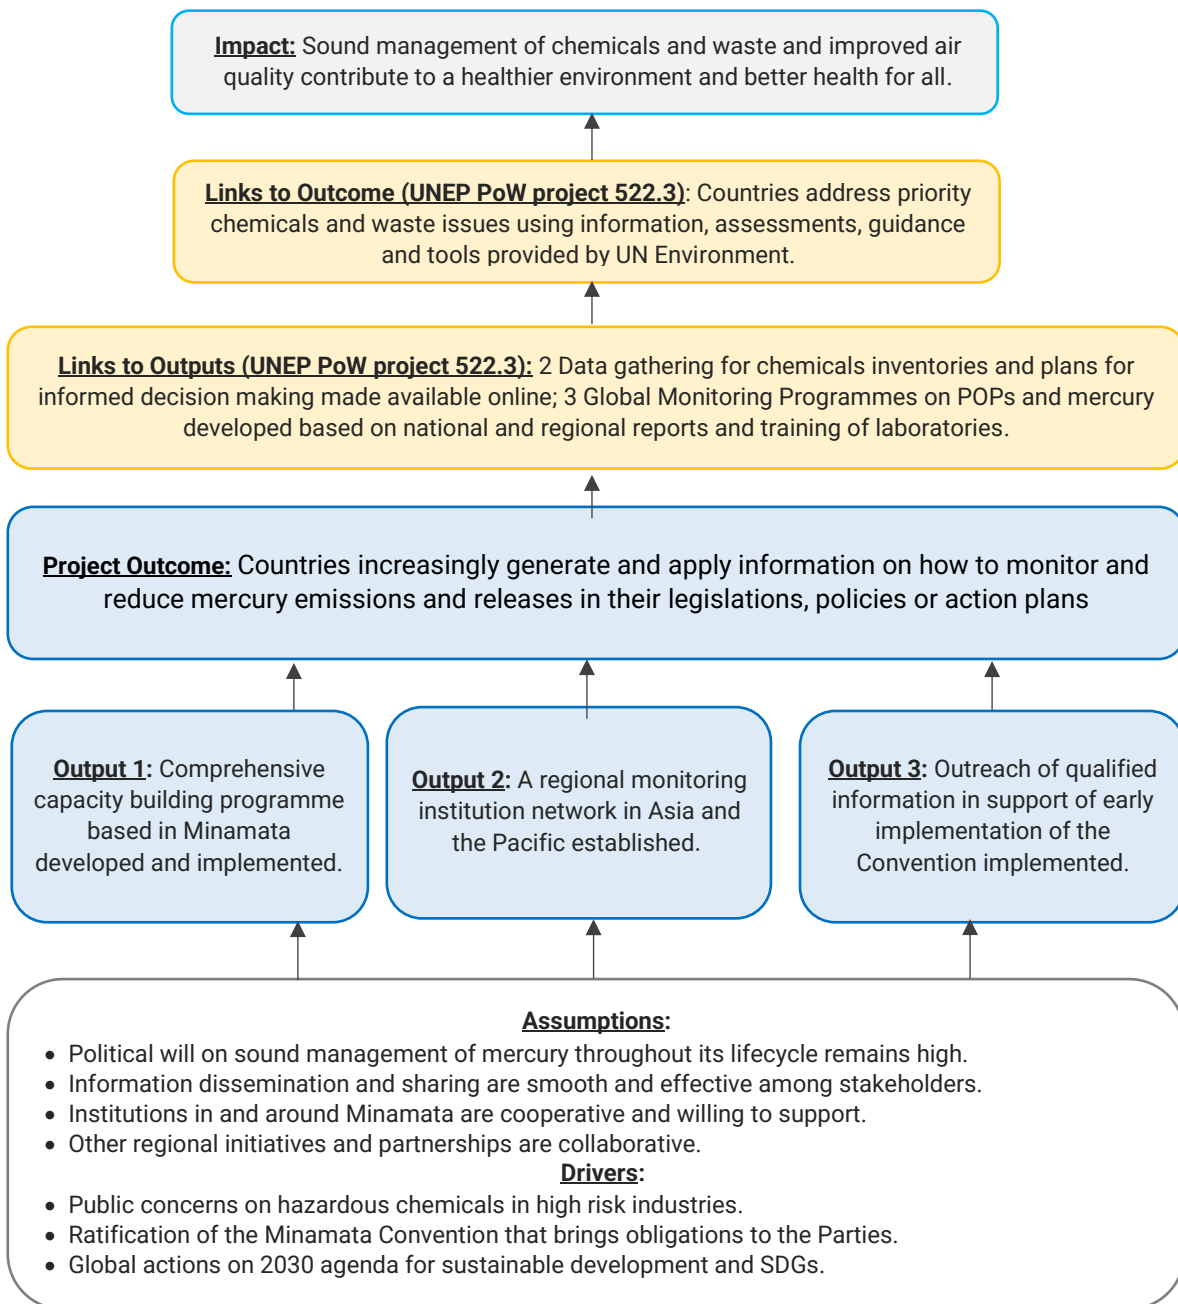 Impact: Sound management of chemicals and waste and improved air
quality contribute to a healthier environment and better health for all.
Links to Outcome (UNEP PoW project 522.3): Countries address priority
chemicals and waste issues using information, assessments, guidance
and tools provided by UN Environment.
Links to Outputs (UNEP PoW project 522.3): 2 Data gathering for chemicals inventories and plans for
informed decision making made available online; 3 Global Monitoring Programmes on POPs and mercury
developed based on national and regional reports and training of laboratories.
Project Outcome: Countries increasingly generate and apply information on how to monitor and
reduce mercury emissions and releases in their legislations, policies or action plans
Output 1: Comprehensive
capacity building programme
based in Minamata
developed and implemented.
Output 2: A regional monitoring
institution network in Asia and
the Pacific established.
Output 3: Outreach of qualified
information in support of early
implementation of the
Convention implemented.
Assumptions:
• Political will on sound management of mercury throughout its lifecycle remains high.
• Information dissemination and sharing are smooth and effective among stakeholders.
• Institutions in and around Minamata are cooperative and willing to support.
• Other regional initiatives and partnerships are collaborative.
Drivers:
• Public concerns on hazardous chemicals in high risk industries.
• Ratification of the Minamata Convention that brings obligations to the Parties.
• Global actions on 2030 agenda for sustainable development and SDGs.